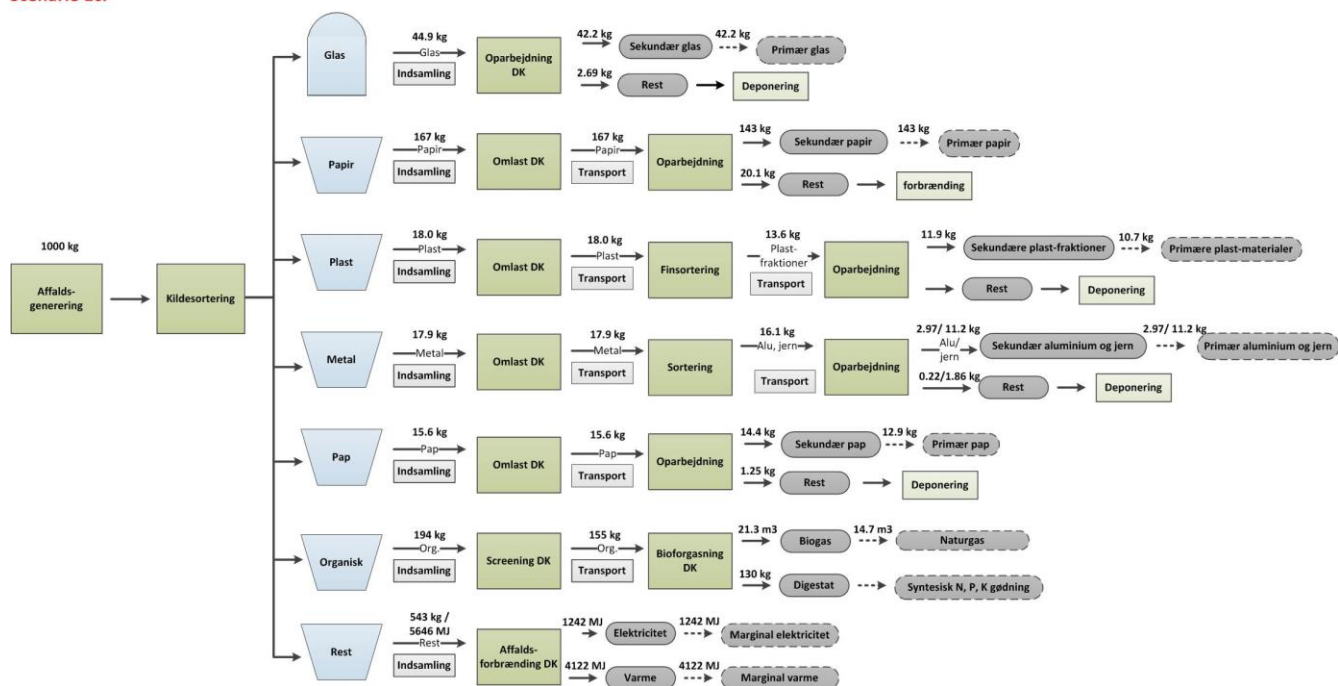 44.9 kg
Glas
Glas
Indsamling
Oparbejdning
DK
42.2 kg
Sekundær glas
42.2 kg
Primær glas
2.69 kg
Rest
Deponering
Papir
167 kg
Papir
Indsamling
Omlast DK
167 kg
Papir
Transport
Oparbejdning
143 kg
Sekundær papir
143 kg
Primær papir
20.1 kg
Rest
forbrænding
1000 kg
Affalds-
generering
Kildesortering
Plast
18.0 kg
Plast
Indsamling
Omlast DK
18.0 kg
Plast
Transport
Finsortering
13.6 kg
Plast-
fraktioner
Transport
Oparbejdning
11.9 kg
Sekundære plast-fraktioner
10.7 kg
Primære plast-materialer
Rest
Deponering
Metal
17.9 kg
Metal
Indsamling
Omlast DK
17.9 kg
Metal
Transport
Sortering
16.1 kg
Alu, jern
Transport
Oparbejdning
2.97/ 11.2 kg
Alu/
jern
Sekundær aluminium og jern
2.97/ 11.2 kg
Primær aluminium og jern
0.22/1.86 kg
Rest
Deponering
Pap
15.6 kg
Pap
Indsamling
Omlast DK
15.6 kg
Pap
Transport
Oparbejdning
14.4 kg
Sekundær pap
12.9 kg
Primær pap
1.25 kg
Rest
Deponering
Organisk
194 kg
Org.
Indsamling
Screening DK
155 kg
Org.
Transport
Bioforgasning
DK
21.3 m3
Biogas
14.7 m3
Naturgas
130 kg
Digestat
Syntesisk N, P, K gødning
Rest
543 kg /
5646 MJ
Rest
Indsamling
Affalds-
forbrænding DK
1242 MJ
Elektricitet
1242 MJ
Marginal elektricitet
4122 MJ
Varme
4122 MJ
Marginal varme